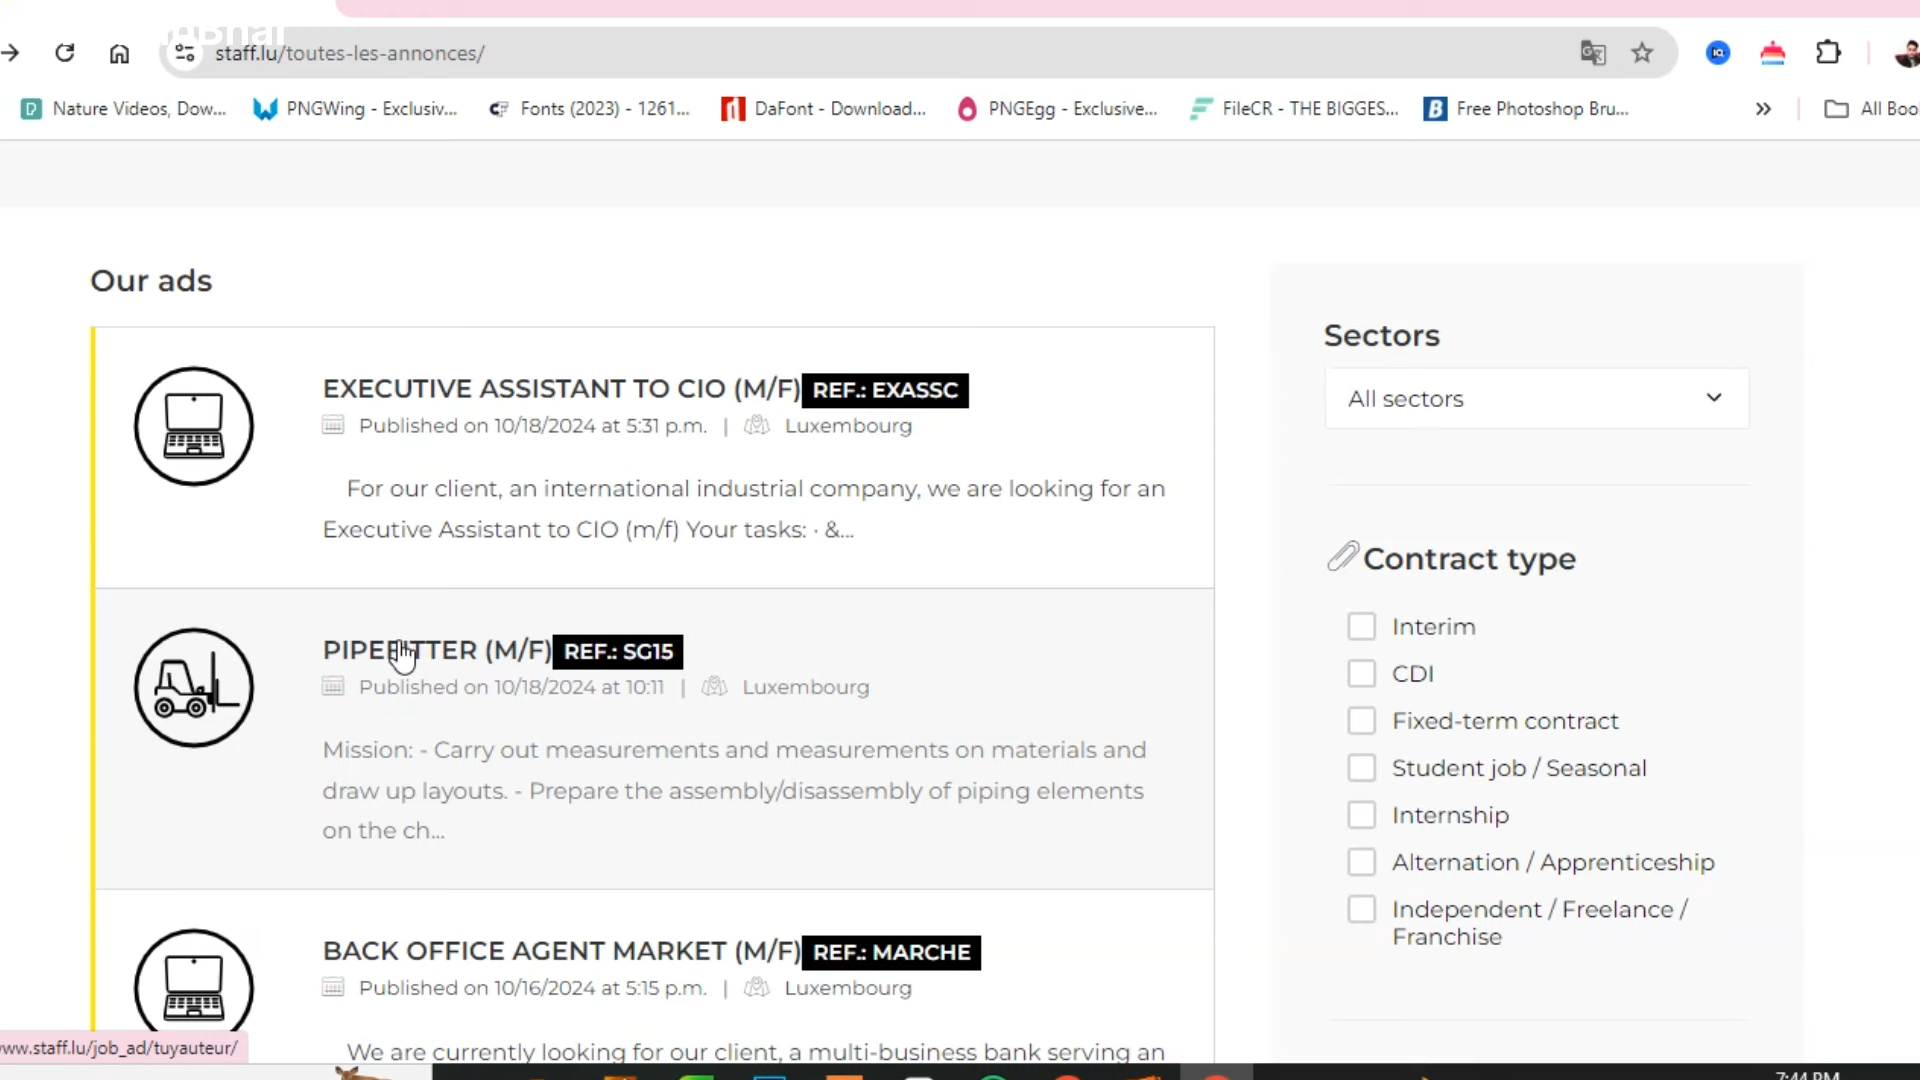 staff.lu/toutes-les-annonces/
Nature Videos, Dow... PNGWing - Exclusiv... Fonts (2023) - 1261... DaFont - Download... PNGEgg - Exclusive... FileCR - THE BIGGES... Free Photoshop Bru... » All Boo
Our ads
EXECUTIVE ASSISTANT TO CIO (M/F) REF.: EXASSC
Published on 10/18/2024 at 5:31 p.m. | Luxembourg
For our client, an international industrial company, we are looking for an
Executive Assistant to CIO (m/f) Your tasks: · &...
PIPEFITTER (M/F) REF.: SG15
Published on 10/18/2024 at 10:11 | Luxembourg
Mission: - Carry out measurements and measurements on materials and
draw up layouts. - Prepare the assembly/disassembly of piping elements
on the ch...
BACK OFFICE AGENT MARKET (M/F) REF.: MARCHE
Published on 10/16/2024 at 5:15 p.m. | Luxembourg
We are currently looking for our client, a multi-business bank serving an
Sectors
All sectors
Contract type
Interim
CDI
Fixed-term contract
Student job / Seasonal
Internship
Alternation / Apprenticeship
Independent / Freelance /
Franchise
ww.staff.lu/job_ad/tuyauteur/
7:44 PM